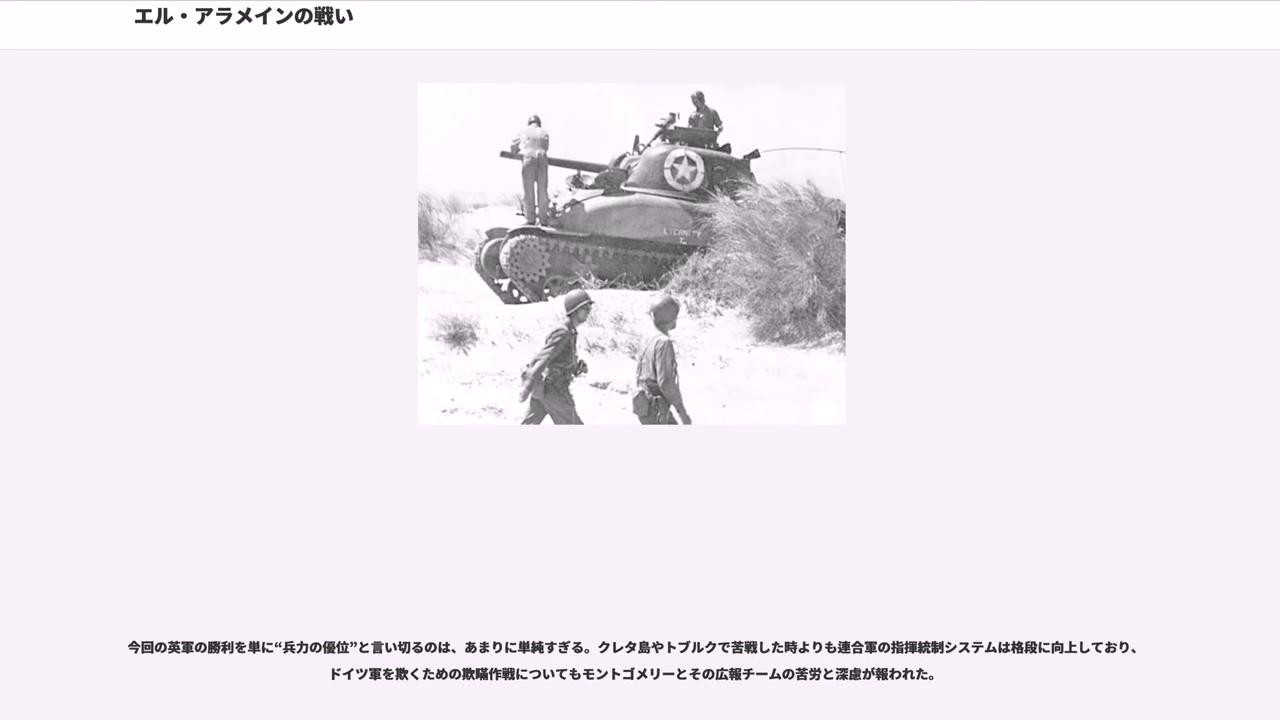 エル・アラメインの戦い
ETERNITY
今回の英軍の勝利を単に“兵力の優位”と言い切るのは、あまりに単純すぎる。クレタ島やトブルクで苦戦した時よりも連合軍の指揮統制システムは格段に向上しており、
ドイツ軍を欺くための欺瞞作戦についてもモントゴメリーとその広報チームの苦労と深慮が報われた。